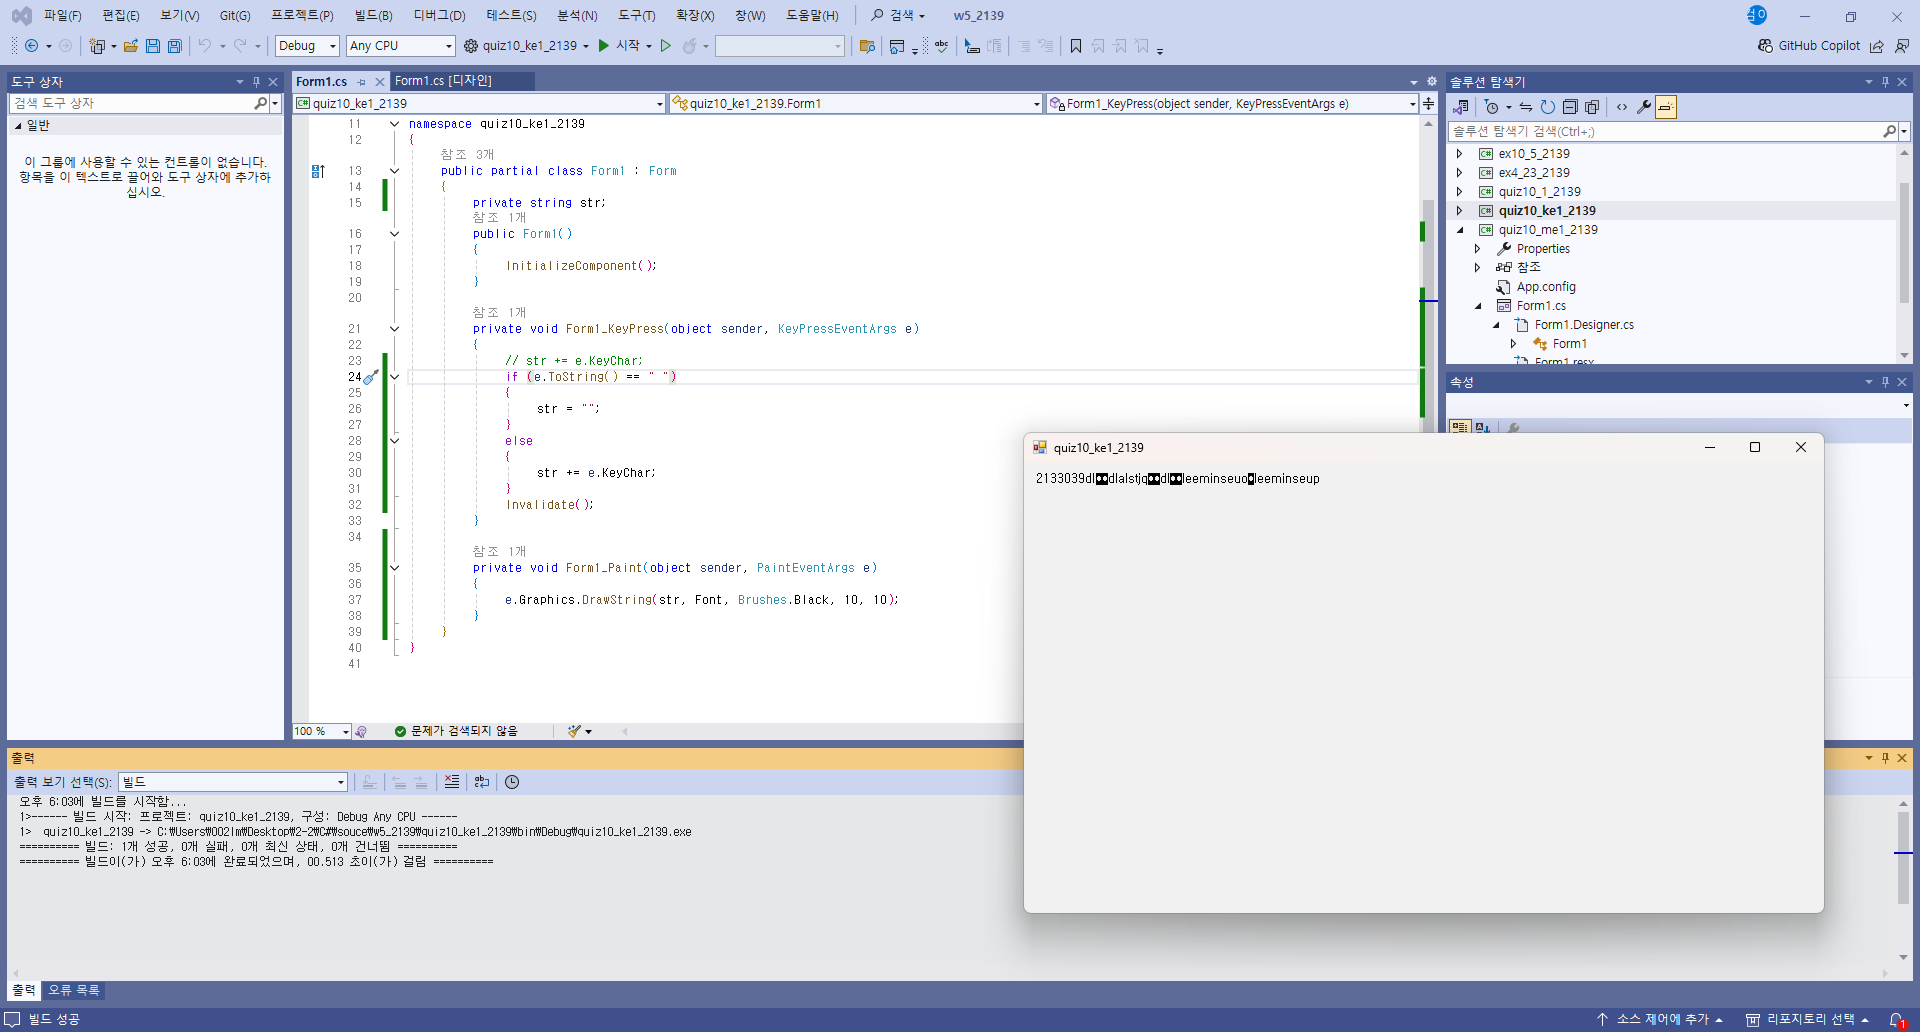 파일(F) 편집(E) 보기(V) Git(G) 프로젝트(P) 빌드(B) 디버그(D) 테스트(S) 분석(N) 도구(T) 확장(X) 창(W) 도움말(H) 검색 w5_2139
Debug Any CPU quiz10_ke1_2139 시작 GitHub Copilot
도구 상자
검색 도구 상자
일반
이 그룹에 사용할 수 있는 컨트롤이 없습니다.
항목을 이 텍스트로 끌어와 도구 상자에 추가하
십시오.
Form1.cs Form1.cs [디자인]
quiz10_ke1_2139 quiz10_ke1_2139.Form1 Form1_KeyPress(object sender, KeyPressEventArgs e)
11 namespace quiz10_ke1_2139
12 {
참조 3개
13 public partial class Form1 : Form
14 {
15 private string str;
참조 1개
16 public Form1()
17 {
18 InitializeComponent();
19 }
20
참조 1개
21 private void Form1_KeyPress(object sender, KeyPressEventArgs e)
22 {
23 // str += e.KeyChar;
24 if (e.ToString() == " ")
25 {
26 str = "";
27 }
28 else
29 {
30 str += e.KeyChar;
31 }
32 Invalidate();
33 }
34
참조 1개
35 private void Form1_Paint(object sender, PaintEventArgs e)
36 {
37 e.Graphics.DrawString(str, Font, Brushes.Black, 10, 10);
38 }
39 }
40 }
41
100 % 문제가 검색되지 않음
솔루션 탐색기
솔루션 탐색기 검색(Ctrl+;)
ex10_5_2139
ex4_23_2139
quiz10_1_2139
quiz10_ke1_2139
quiz10_me1_2139
Properties
참조
App.config
Form1.cs
Form1.Designer.cs
Form1
Form1.resx
속성
quiz10_ke1_2139
2133039dl◘◘dlalstjq◘◘dl◘◘leeminseuo◘leeminseup
출력
출력 보기 선택(S): 빌드
오후 6:03에 빌드를 시작함...
1>------ 빌드 시작: 프로젝트: quiz10_ke1_2139, 구성: Debug Any CPU ------
1>  quiz10_ke1_2139 -> C:₩Users₩002lm₩Desktop₩2-2₩C#₩souce₩w5_2139₩quiz10_ke1_2139₩bin₩Debug₩quiz10_ke1_2139.exe
========== 빌드: 1개 성공, 0개 실패, 0개 최신 상태, 0개 건너뜀 ==========
========== 빌드이(가) 오후 6:03에 완료되었으며, 00.513 초이(가) 걸림 ==========
출력 오류 목록
빌드 성공 소스 제어에 추가 리포지토리 선택 1